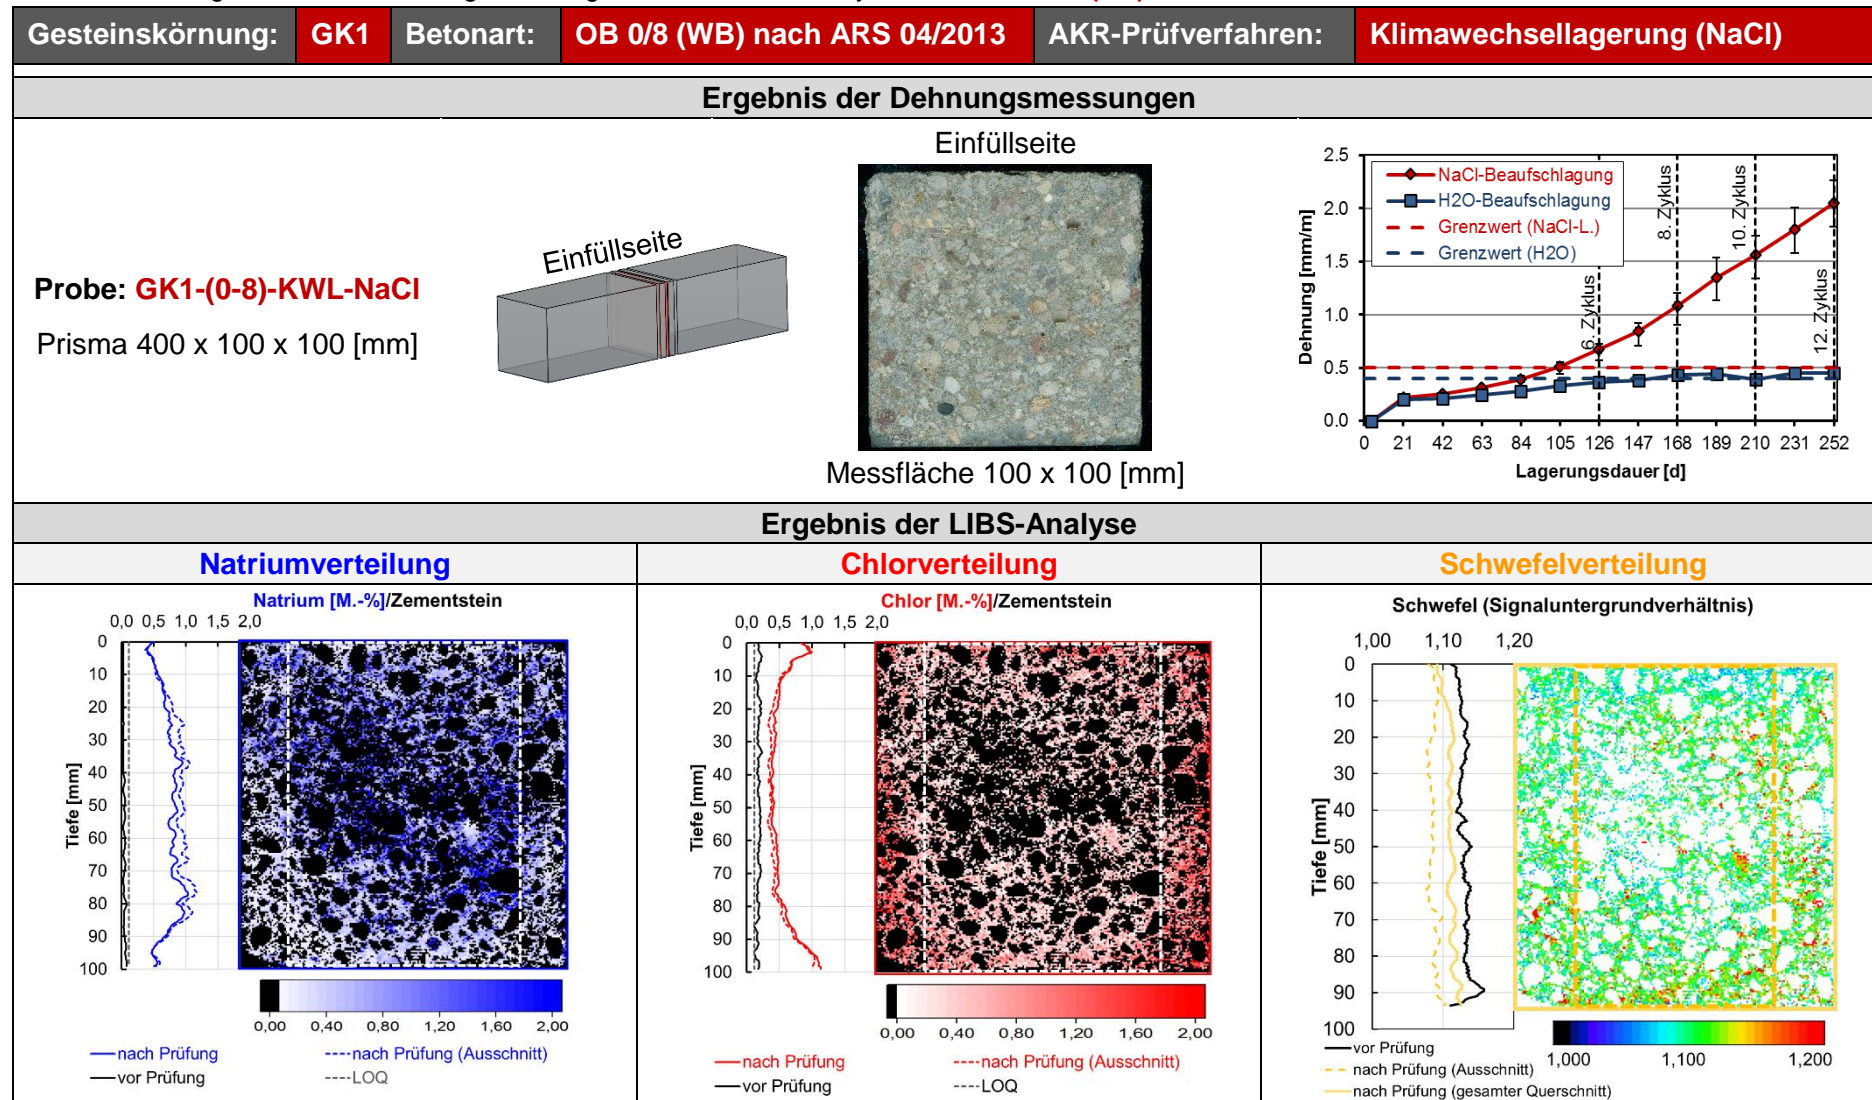 Gesteinskörnung: GK1 Betonart: OB 0/8 (WB) nach ARS 04/2013 AKR-Prüfverfahren: Klimawechsellagerung (NaCl)
Ergebnis der Dehnungsmessungen
Probe: GK1-(0-8)-KWL-NaCl
Prisma 400 x 100 x 100 [mm]
Einfüllseite
Einfüllseite
Messfläche 100 x 100 [mm]
Dehnung [mm/m]
2.5
2.0
1.5
1.0
0.5
0.0
NaCl-Beaufschlagung
H2O-Beaufschlagung
Grenzwert (NaCl-L.)
Grenzwert (H2O)
6. Zyklus
8. Zyklus
10. Zyklus
12. Zyklus
0 21 42 63 84 105 126 147 168 189 210 231 252
Lagerungsdauer [d]
Ergebnis der LIBS-Analyse
Natriumverteilung
Natrium [M.-%]/Zementstein
0,0 0,5 1,0 1,5 2,0
Tiefe [mm]
0
10
20
30
40
50
60
70
80
90
100
0,00 0,40 0,80 1,20 1,60 2,00
nach Prüfung
nach Prüfung (Ausschnitt)
vor Prüfung
LOQ
Chlorverteilung
Chlor [M.-%]/Zementstein
0,0 0,5 1,0 1,5 2,0
Tiefe [mm]
0
10
20
30
40
50
60
70
80
90
100
0,00 0,40 0,80 1,20 1,60 2,00
nach Prüfung
nach Prüfung (Ausschnitt)
vor Prüfung
LOQ
Schwefelverteilung
Schwefel (Signaluntergrundverhältnis)
1,00 1,10 1,20
Tiefe [mm]
0
10
20
30
40
50
60
70
80
90
100
1,000 1,100 1,200
vor Prüfung
nach Prüfung (Ausschnitt)
nach Prüfung (gesamter Querschnitt)